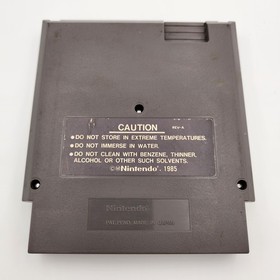 CAUTION REV-A
• DO NOT STORE IN EXTREME TEMPERATURES.
• DO NOT IMMERSE IN WATER.
• DO NOT CLEAN WITH BENZENE, THINNER,
ALCOHOL OR OTHER SUCH SOLVENTS.
©Nintendo® 1985
Nintendo